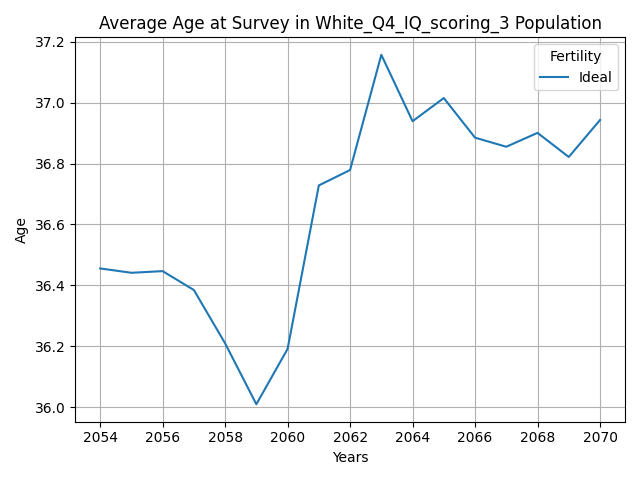 Average Age at Survey in White_Q4_IQ_scoring_3 Population
37.2
37.0
36.8
36.6
36.4
36.2
36.0
Age
Fertility
Ideal
2054 2056 2058 2060 2062 2064 2066 2068 2070
Years